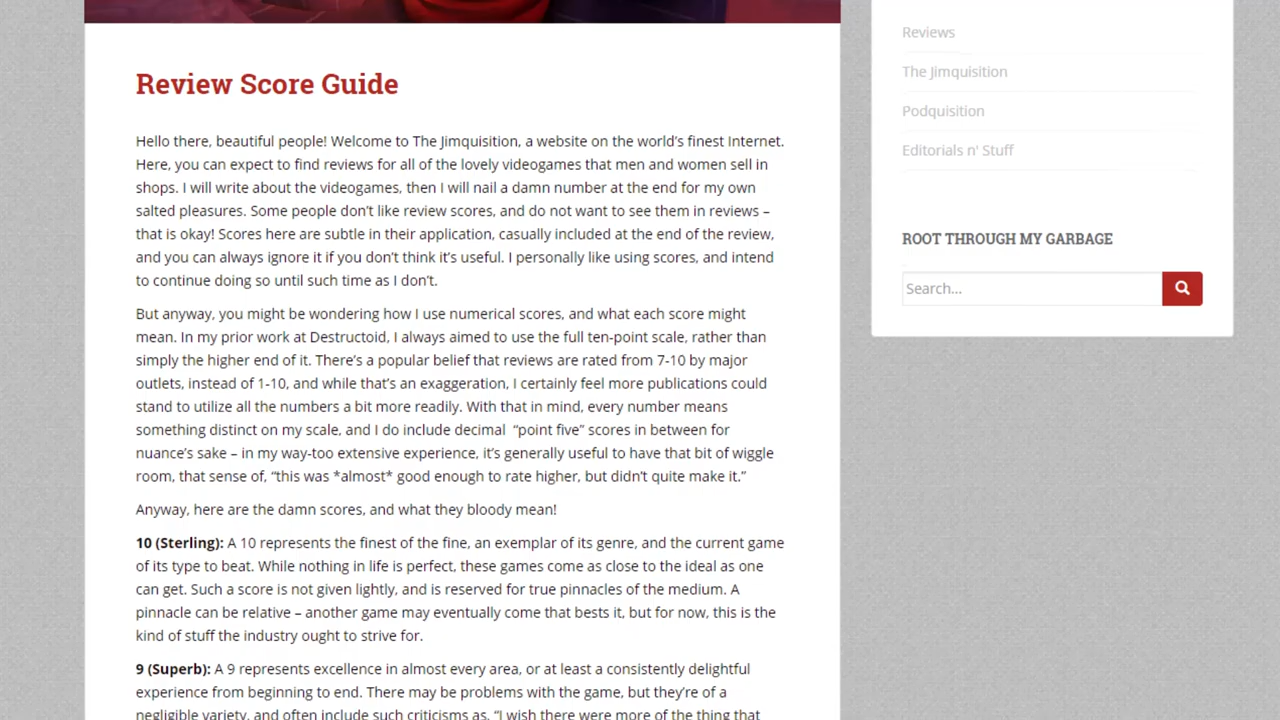 Review Score Guide
Hello there, beautiful people! Welcome to The Jimquisition, a website on the world’s finest Internet.
Here, you can expect to find reviews for all of the lovely videogames that men and women sell in
shops. I will write about the videogames, then I will nail a damn number at the end for my own
salted pleasures. Some people don’t like review scores, and do not want to see them in reviews –
that is okay! Scores here are subtle in their application, casually included at the end of the review,
and you can always ignore it if you don’t think it’s useful. I personally like using scores, and intend
to continue doing so until such time as I don’t.
But anyway, you might be wondering how I use numerical scores, and what each score might
mean. In my prior work at Destructoid, I always aimed to use the full ten-point scale, rather than
simply the higher end of it. There’s a popular belief that reviews are rated from 7-10 by major
outlets, instead of 1-10, and while that’s an exaggeration, I certainly feel more publications could
stand to utilize all the numbers a bit more readily. With that in mind, every number means
something distinct on my scale, and I do include decimal “point five” scores in between for
nuance’s sake – in my way-too extensive experience, it’s generally useful to have that bit of wiggle
room, that sense of, “this was *almost* good enough to rate higher, but didn’t quite make it.”
Anyway, here are the damn scores, and what they bloody mean!
10 (Sterling): A 10 represents the finest of the fine, an exemplar of its genre, and the current game
of its type to beat. While nothing in life is perfect, these games come as close to the ideal as one
can get. Such a score is not given lightly, and is reserved for true pinnacles of the medium. A
pinnacle can be relative – another game may eventually come that bests it, but for now, this is the
kind of stuff the industry ought to strive for.
9 (Superb): A 9 represents excellence in almost every area, or at least a consistently delightful
experience from beginning to end. There may be problems with the game, but they’re of a
negligible variety, and often include such criticisms as, “I wish there were more of the thing that
Reviews
The Jimquisition
Podquisition
Editorials n' Stuff
ROOT THROUGH MY GARBAGE
Search...